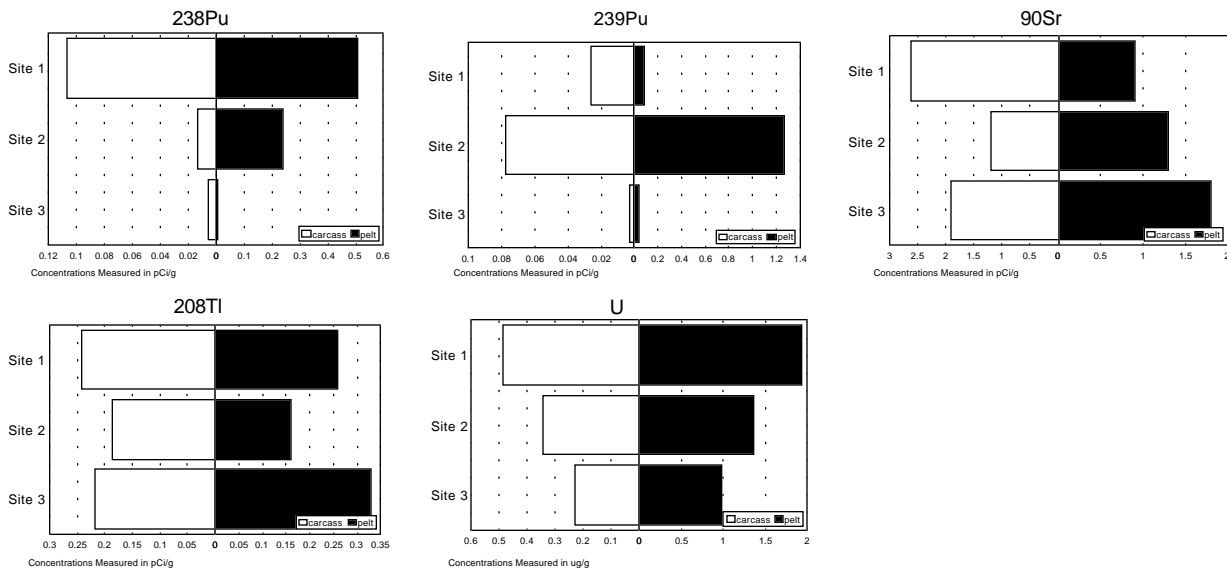 238Pu
Site 1
Site 2
Site 3
carcass pelt
0.12 0.1 0.08 0.06 0.04 0.02 0 0.1 0.2 0.3 0.4 0.5 0.6
Concentrations Measured in pCi/g
239Pu
Site 1
Site 2
Site 3
carcass pelt
0.1 0.08 0.06 0.04 0.02 0 0.2 0.4 0.6 0.8 1 1.2 1.4
Concentrations Measured in pCi/g
90Sr
Site 1
Site 2
Site 3
carcass pelt
3 2.5 2 1.5 1 0.5 0 0.5 1 1.5 2
Concentrations Measured in pCi/g
208Tl
Site 1
Site 2
Site 3
carcass pelt
0.3 0.25 0.2 0.15 0.1 0.05 0 0.05 0.1 0.15 0.2 0.25 0.3 0.35
Concentrations Measured in pCi/g
U
Site 1
Site 2
Site 3
carcass pelt
0.6 0.5 0.4 0.3 0.2 0.1 0 0.5 1 1.5 2
Concentrations Measured in ug/g